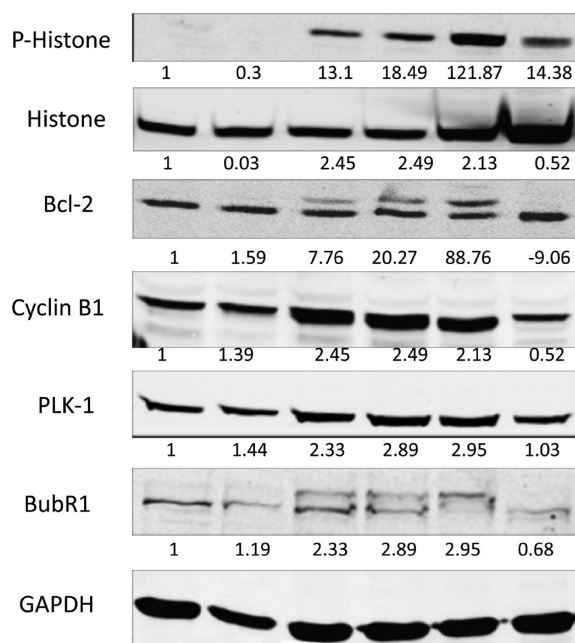 P-Histone
1 0.3 13.1 18.49 121.87 14.38
Histone
1 0.03 2.45 2.49 2.13 0.52
Bcl-2
1 1.59 7.76 20.27 88.76 -9.06
Cyclin B1
1 1.39 2.45 2.49 2.13 0.52
PLK-1
1 1.44 2.33 2.89 2.95 1.03
BubR1
1 1.19 2.33 2.89 2.95 0.68
GAPDH